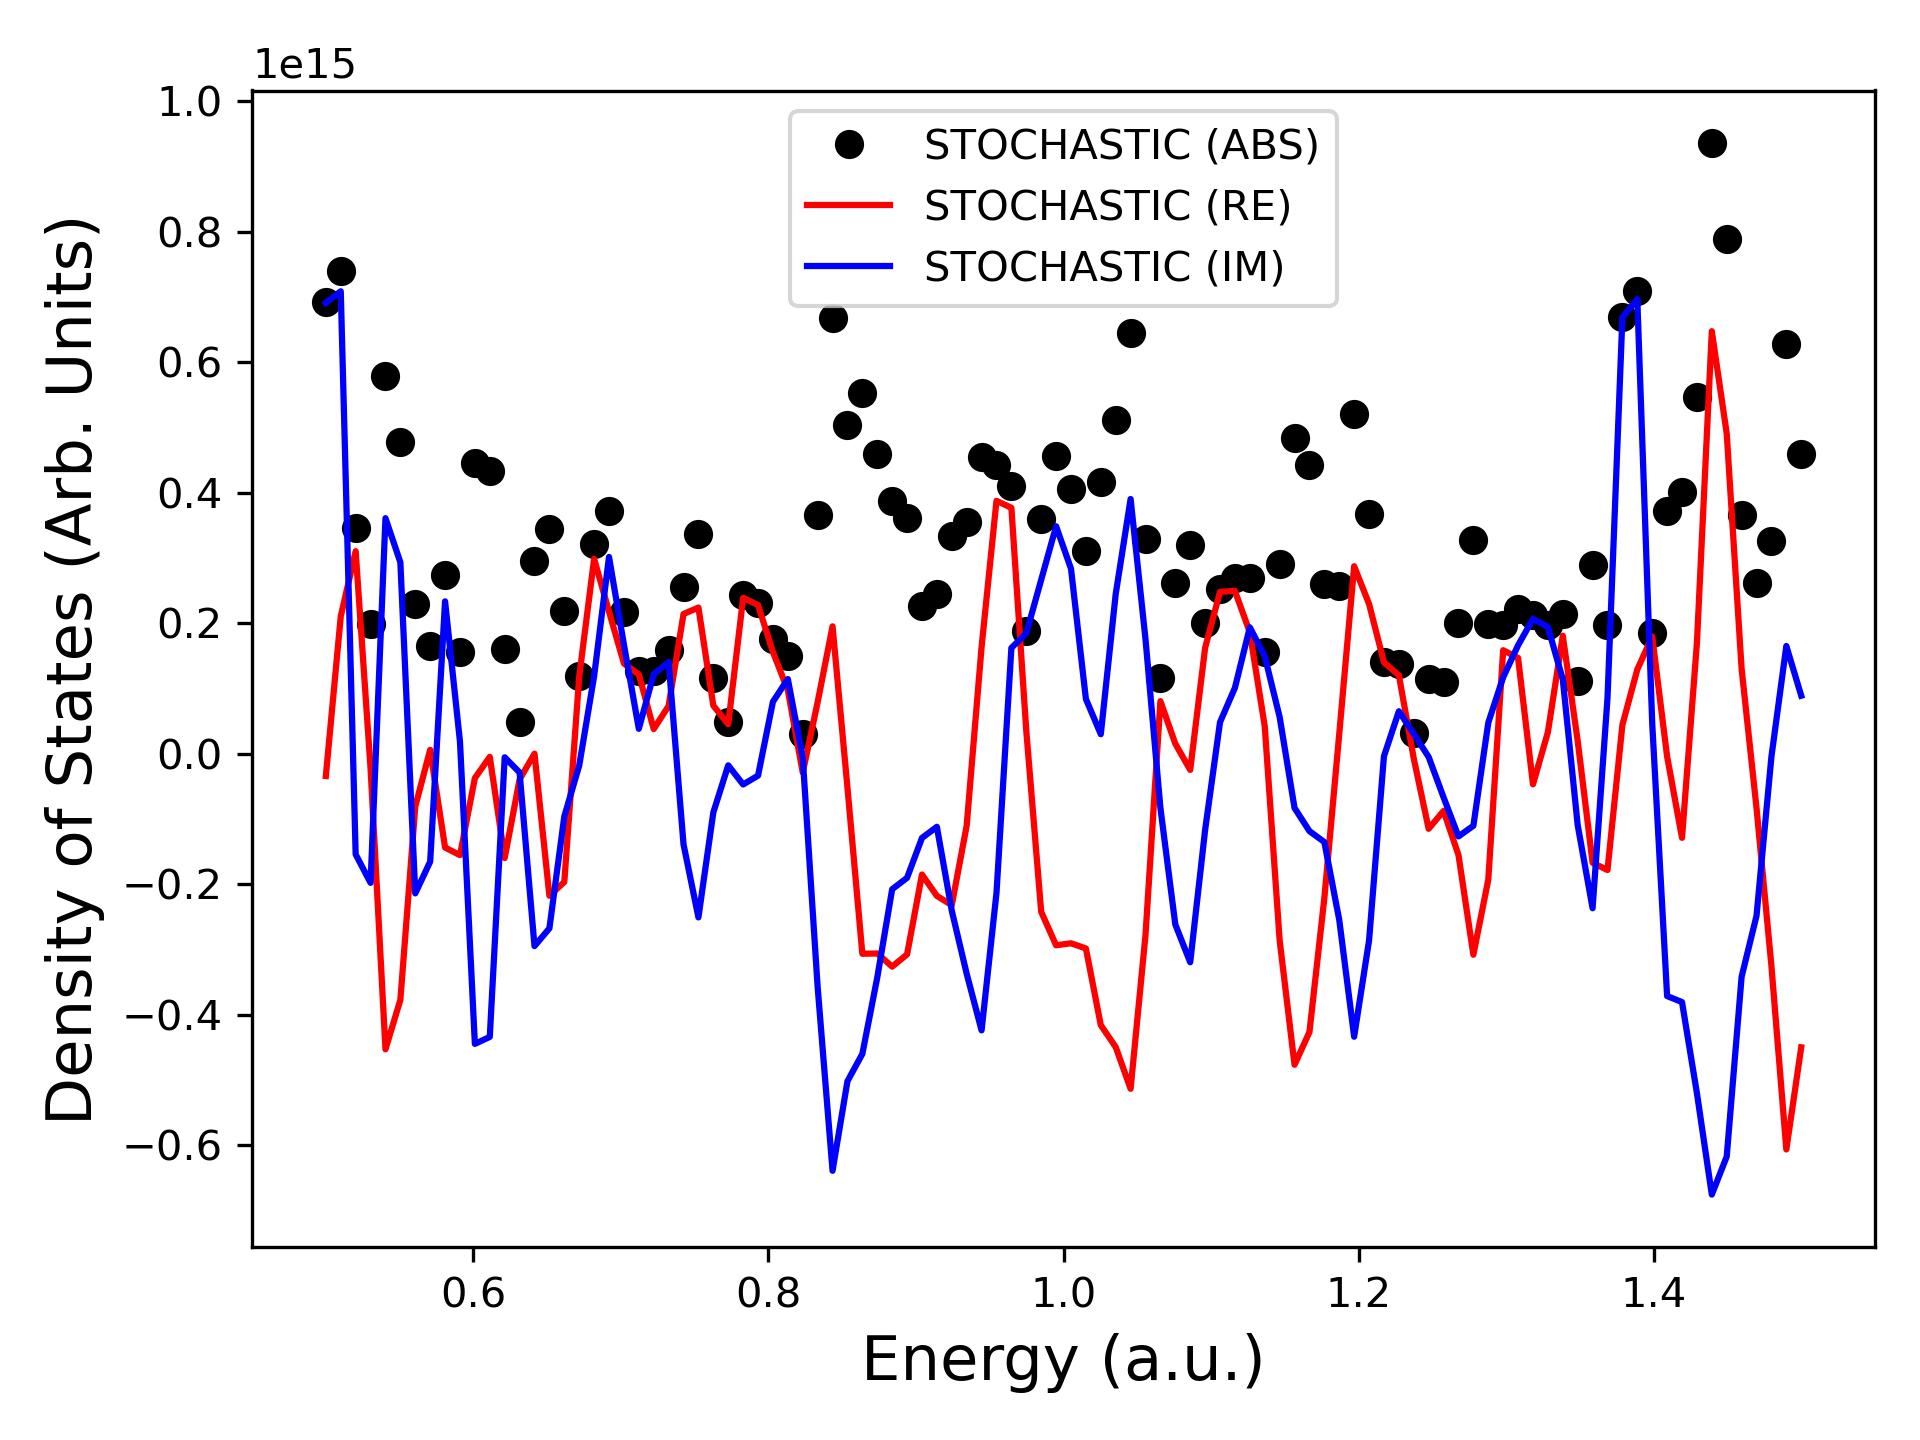 1e15
1.0
0.8
0.6
0.4
0.2
0.0
−0.2
−0.4
−0.6
Density of States (Arb. Units)
STOCHASTIC (ABS)
STOCHASTIC (RE)
STOCHASTIC (IM)
0.6 0.8 1.0 1.2 1.4
Energy (a.u.)